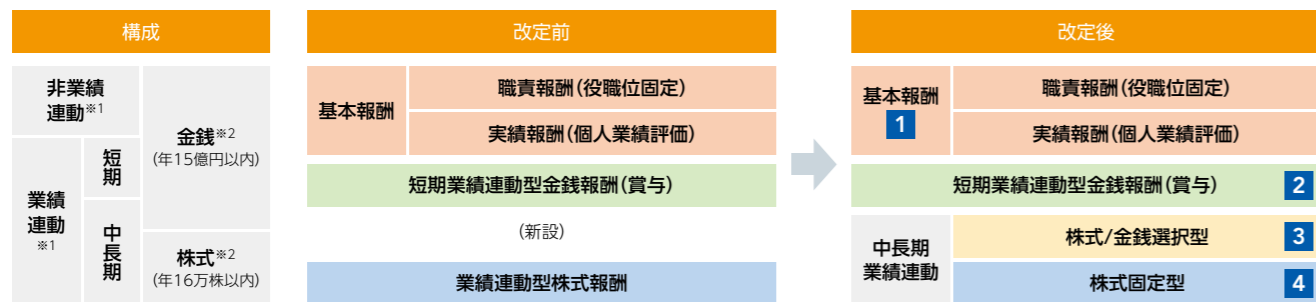 構成
非業績
連動※1
業績
連動
※1
短期
中長期
金銭※2
(年15億円以内)
株式※2
(年16万株以内)
改定前
基本報酬
職責報酬(役職位固定)
実績報酬(個人業績評価)
短期業績連動型金銭報酬(賞与)
(新設)
業績連動型株式報酬
改定後
基本報酬
1
職責報酬(役職位固定)
実績報酬(個人業績評価)
短期業績連動型金銭報酬(賞与) 2
中長期
業績連動
株式/金銭選択型 3
株式固定型 4